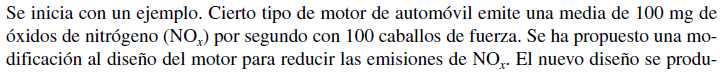 Se inicia con un ejemplo. Cierto tipo de motor de automóvil emite una media de 100 mg de
óxidos de nitrógeno (NOₓ) por segundo con 100 caballos de fuerza. Se ha propuesto una mo-
dificación al diseño del motor para reducir las emisiones de NOₓ. El nuevo diseño se produ-